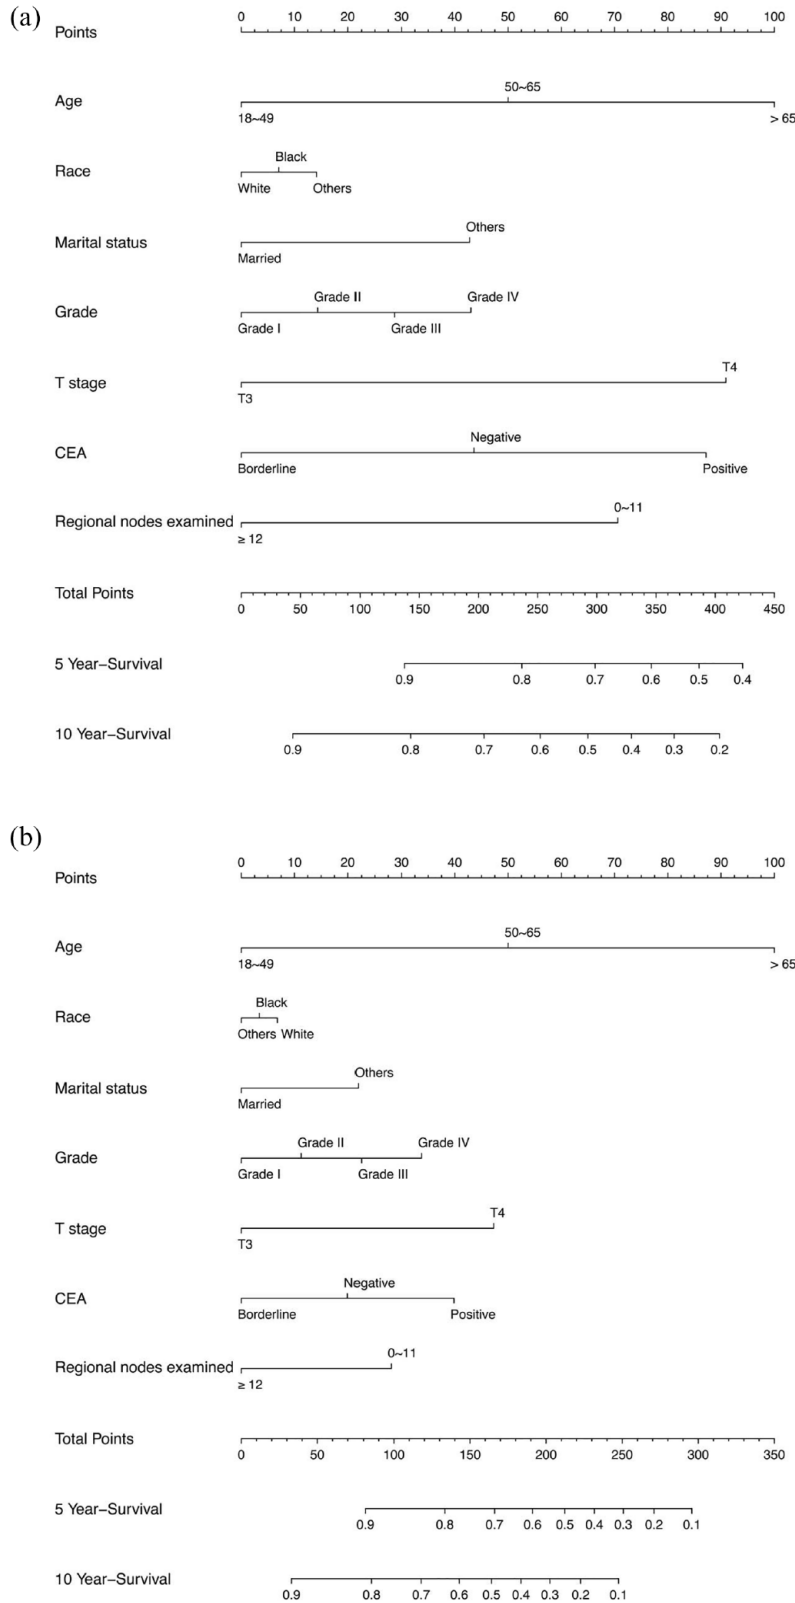 (a)
0 10 20 30 40 50 60 70 80 90 100
Points
50~65
Age
18~49 > 65
Black
Race
White Others
Others
Marital status
Married
Grade II Grade IV
Grade
Grade I Grade III
T4
T stage
T3
Negative
CEA
Borderline Positive
0~11
Regional nodes examined
≥ 12
Total Points
0 50 100 150 200 250 300 350 400 450
5 Year−Survival
0.9 0.8 0.7 0.6 0.5 0.4
10 Year−Survival
0.9 0.8 0.7 0.6 0.5 0.4 0.3 0.2
(b)
0 10 20 30 40 50 60 70 80 90 100
Points
50~65
Age
18~49 > 65
Black
Race
Others White
Others
Marital status
Married
Grade II Grade IV
Grade
Grade I Grade III
T4
T stage
T3
Negative
CEA
Borderline Positive
0~11
Regional nodes examined
≥ 12
Total Points
0 50 100 150 200 250 300 350
5 Year−Survival
0.9 0.8 0.7 0.6 0.5 0.4 0.3 0.2 0.1
10 Year−Survival
0.9 0.8 0.7 0.6 0.5 0.4 0.3 0.2 0.1